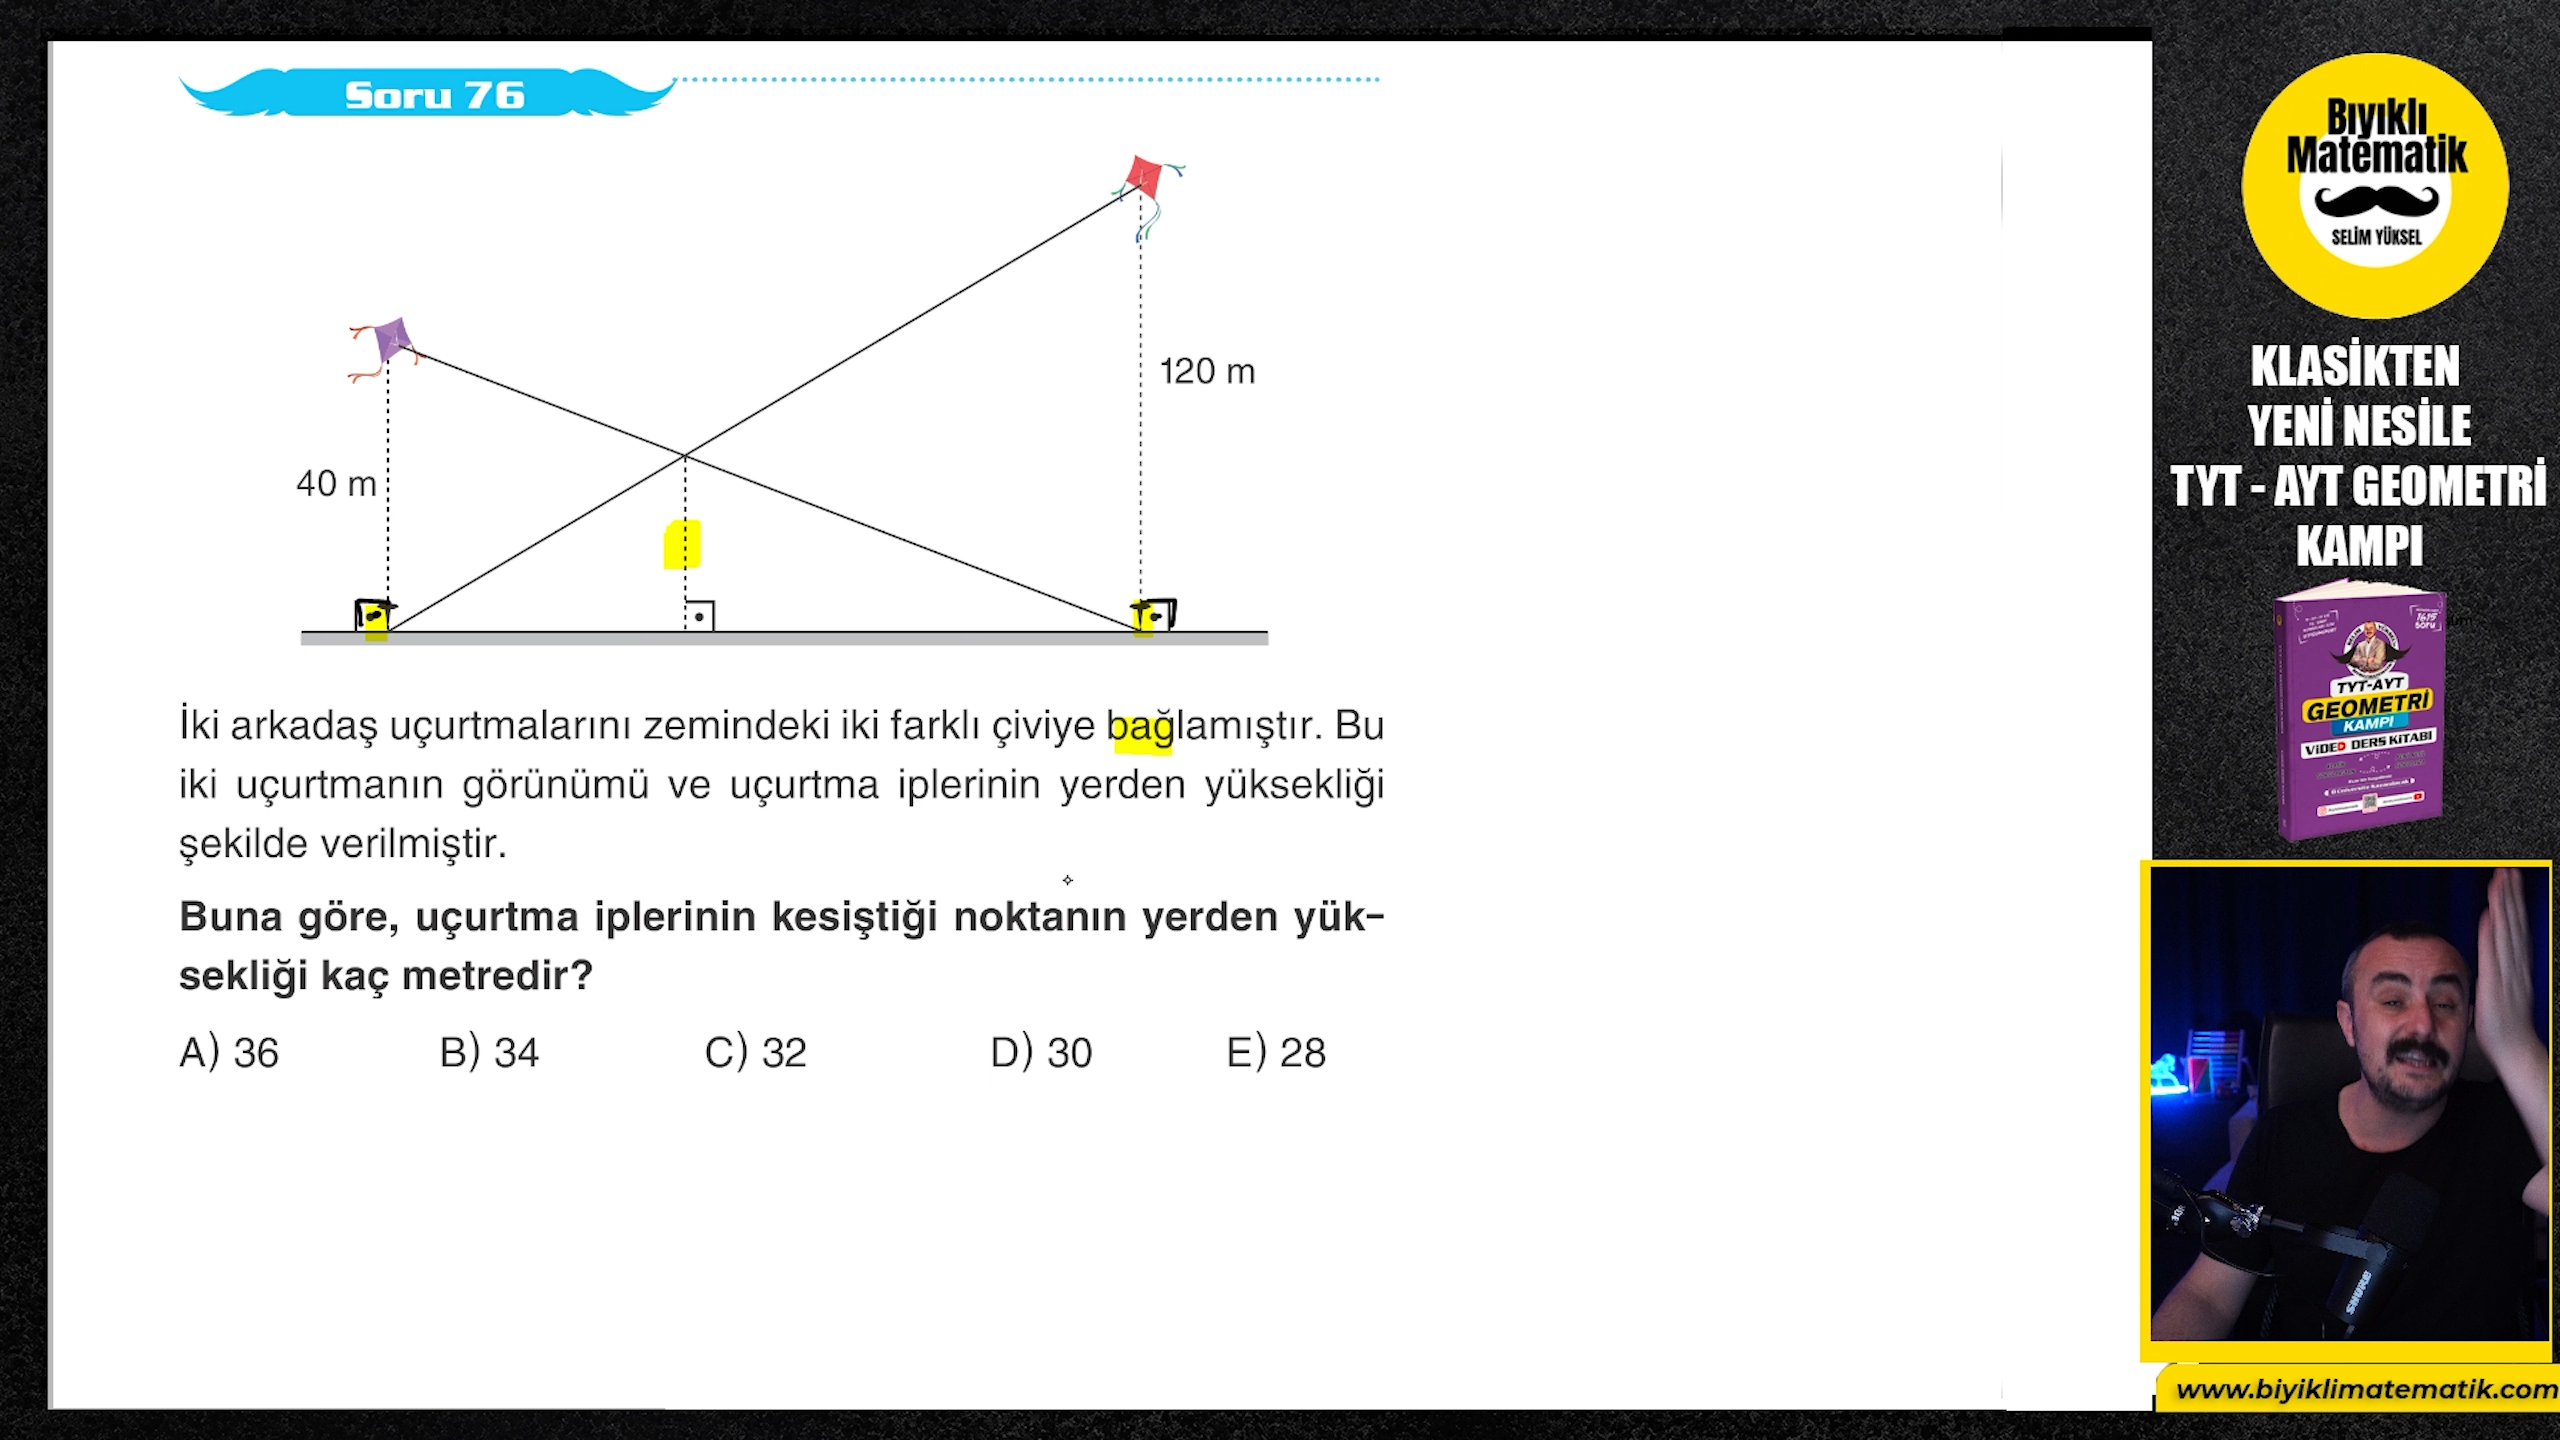 Soru 76
40 m
120 m
İki arkadaş uçurtmalarını zemindeki iki farklı çiviye bağlamıştır. Bu
iki uçurtmanın görünümü ve uçurtma iplerinin yerden yüksekliği
şekilde verilmiştir.
Buna göre, uçurtma iplerinin kesiştiği noktanın yerden yük-
sekliği kaç metredir?
A) 36 B) 34 C) 32 D) 30 E) 28
Bıyıklı
Matematik
SELİM YÜKSEL
KLASİKTEN
YENİ NESİLE
TYT - AYT GEOMETRİ
KAMPI
1615
soru
TYT-AYT
GEOMETRİ
KAMPI
VİDEO DERS KİTABI
SHURE
www.biyiklimatematik.com